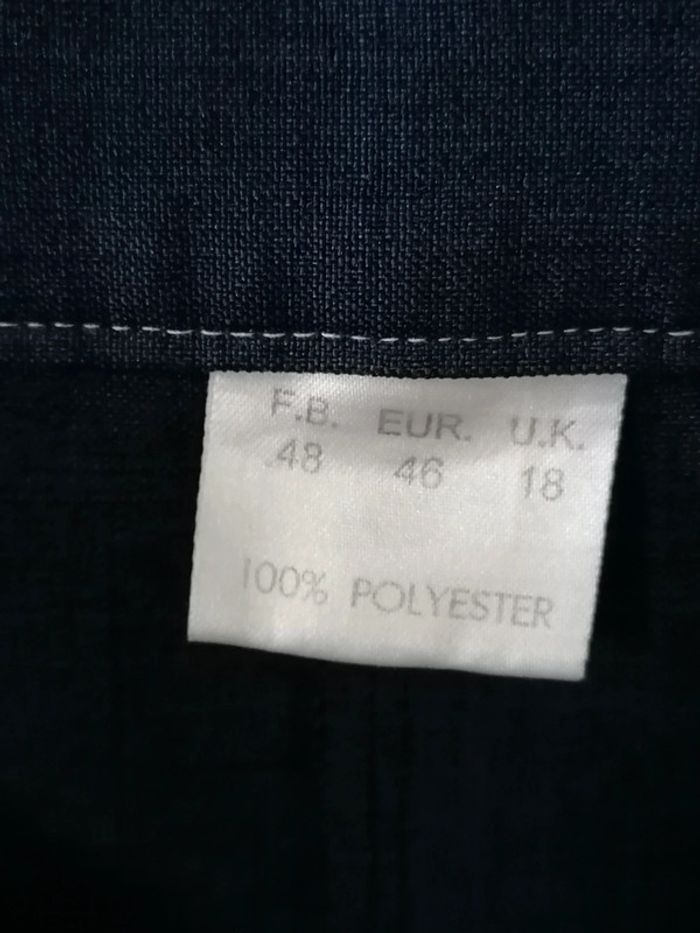 F.B. EUR. U.K.
48 46 18
100% POLYESTER